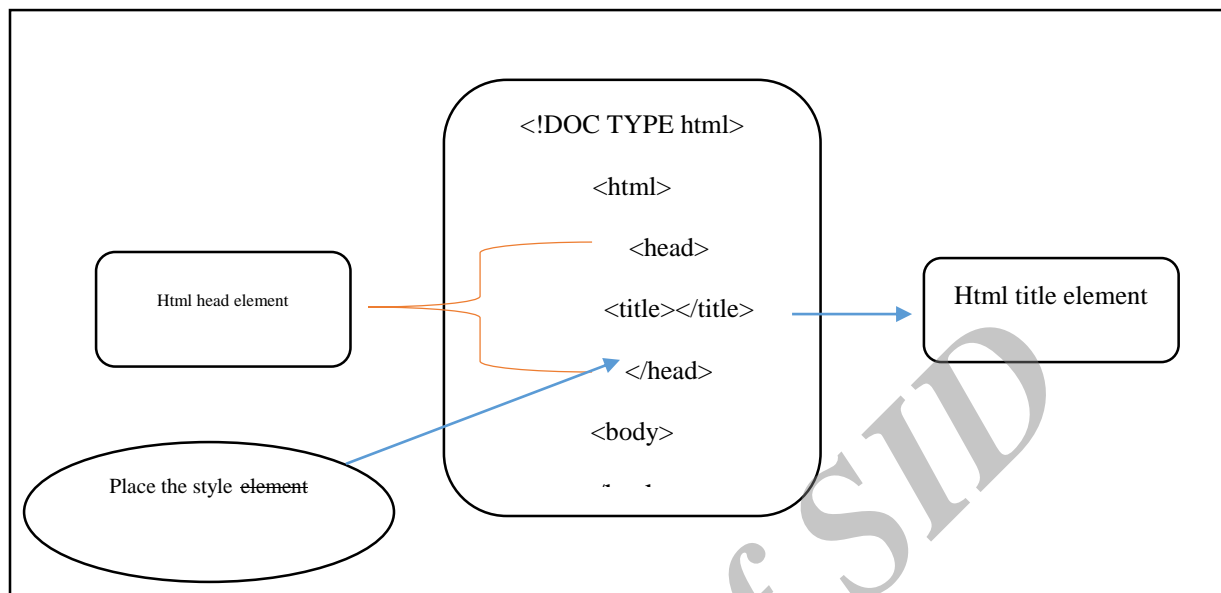 <!DOC TYPE html>
<html>
<head>
Html head element
Html title element
<title></title>
</head>
<body>
Place the style element
f SID